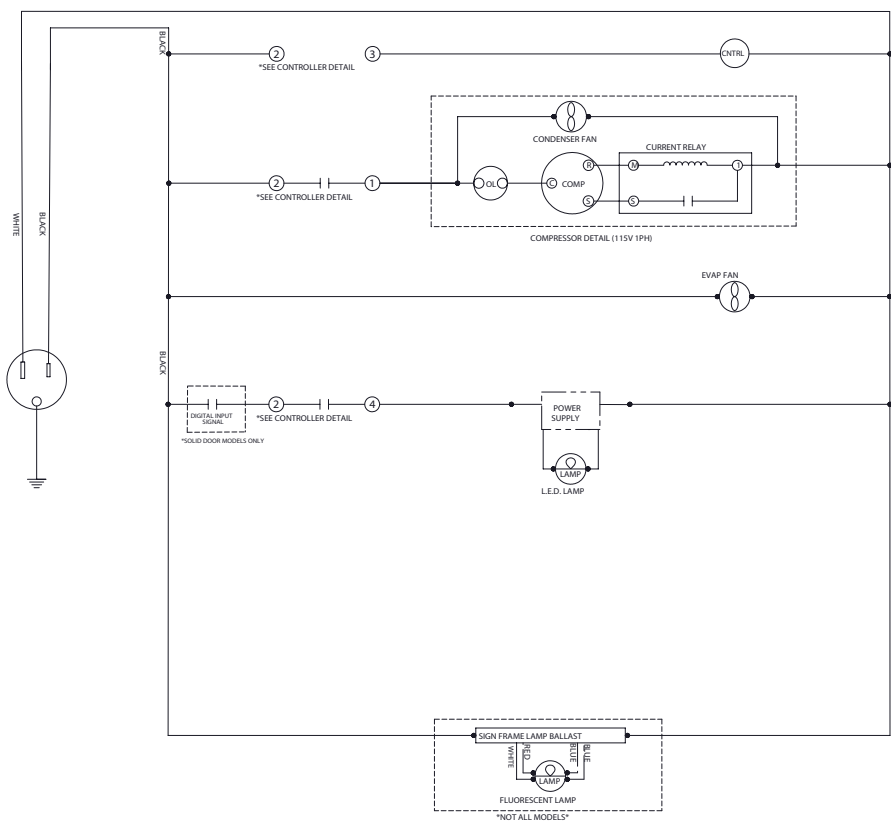 BLACK
2
3
CNTRL
*SEE CONTROLLER DETAIL
CONDENSER FAN
CURRENT RELAY
R
M
1
2
1
OL
C
COMP
*SEE CONTROLLER DETAIL
S
S
WHITE
BLACK
COMPRESSOR DETAIL (115V 1PH)
EVAP FAN
BLACK
2
4
POWER
SUPPLY
DIGITAL INPUT
SIGNAL
*SEE CONTROLLER DETAIL
*SOLID DOOR MODELS ONLY
LAMP
L.E.D. LAMP
SIGN FRAME LAMP BALLAST
WHITE
RED
BLUE
BLUE
LAMP
FLUORESCENT LAMP
*NOT ALL MODELS*